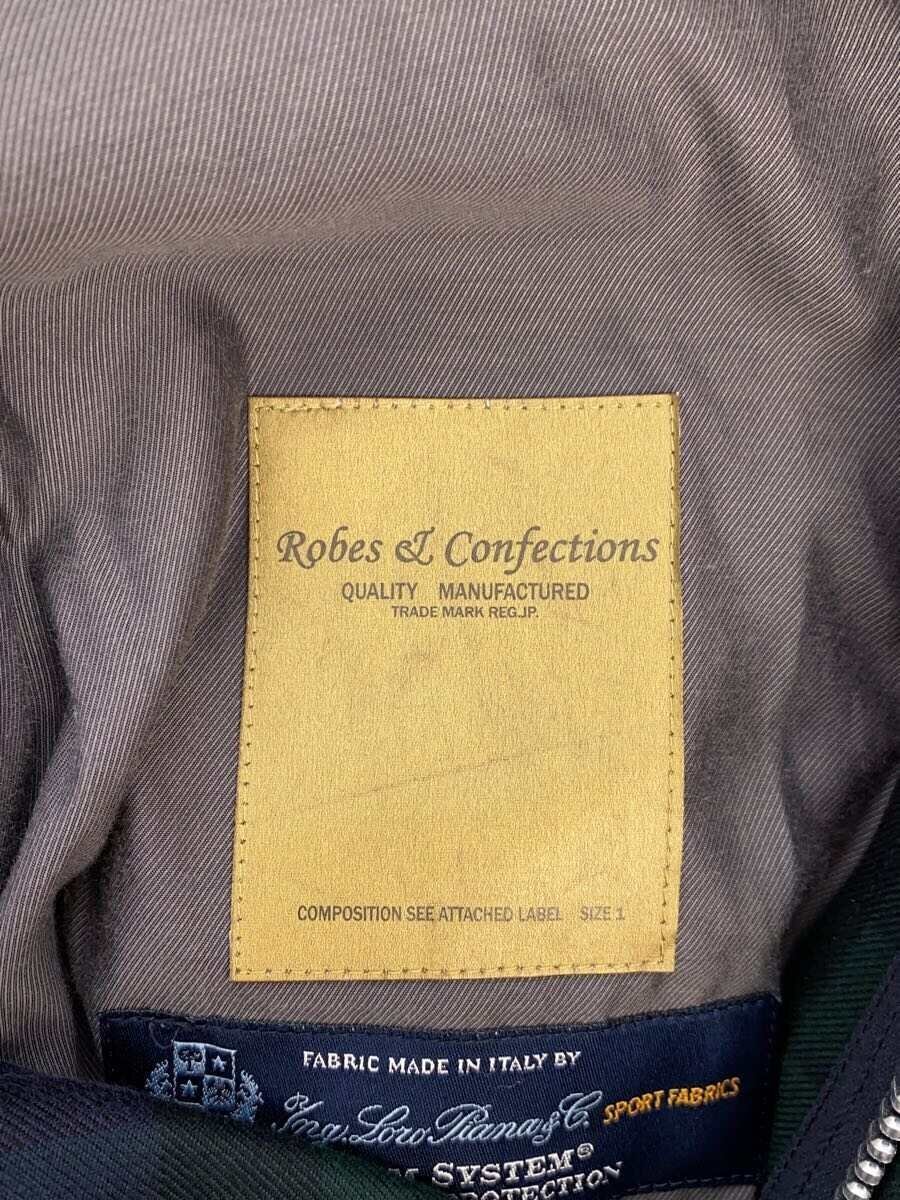 Robes & Confections
QUALITY MANUFACTURED
TRADE MARK REG.JP.
COMPOSITION SEE ATTACHED LABEL SIZE 1
FABRIC MADE IN ITALY BY
Ing. Loro Piana & C. SPORT FABRICS
SYSTEM®